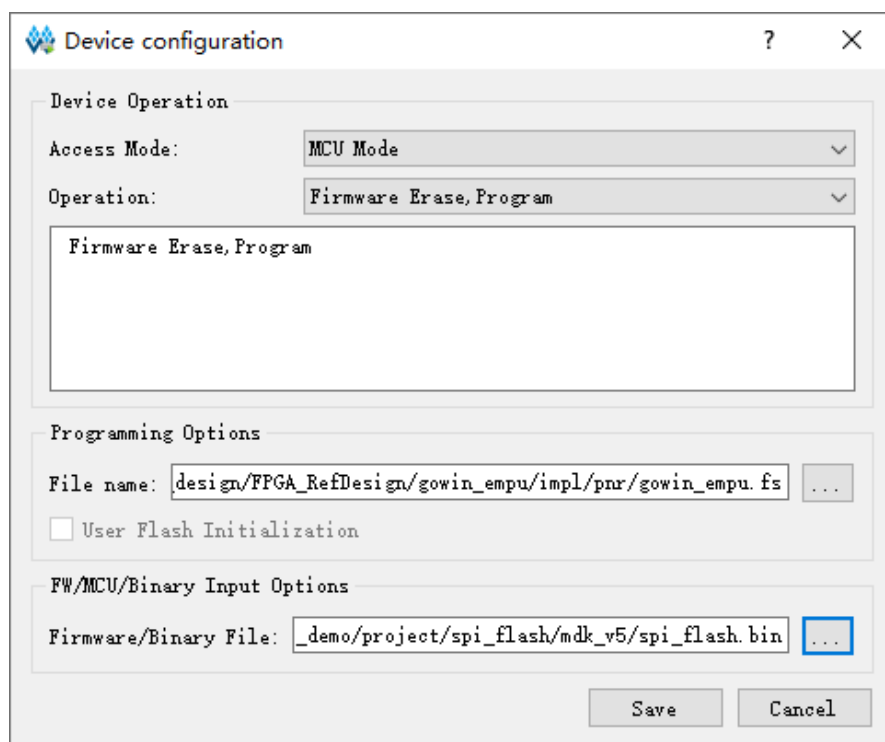 Device configuration ? ×
Device Operation
Access Mode: MCU Mode
Operation: Firmware Erase,Program
Firmware Erase,Program
Programming Options
File name: design/FPGA_RefDesign/gowin_empu/impl/pnr/gowin_empu.fs ...
User Flash Initialization
FW/MCU/Binary Input Options
Firmware/Binary File: _demo/project/spi_flash/mdk_v5/spi_flash.bin ...
Save Cancel